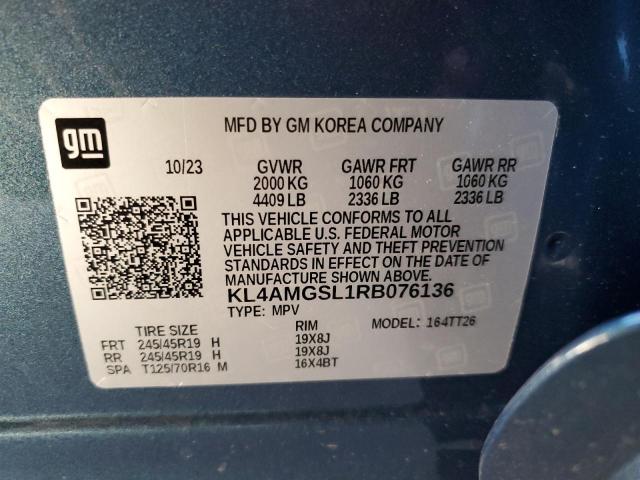 gm
MFD BY GM KOREA COMPANY
10/23 GVWR GAWR FRT GAWR RR
2000 KG 1060 KG 1060 KG
4409 LB 2336 LB 2336 LB
THIS VEHICLE CONFORMS TO ALL
APPLICABLE U.S. FEDERAL MOTOR
VEHICLE SAFETY AND THEFT PREVENTION
STANDARDS IN EFFECT ON THE DATE OF
MANUFACTURE SHOWN ABOVE.
KL4AMGSL1RB076136
TYPE: MPV
TIRE SIZE RIM MODEL: 164TT26
FRT 245/45R19 H 19X8J
RR 245/45R19 H 19X8J
SPA T125/70R16 M 16X4BT